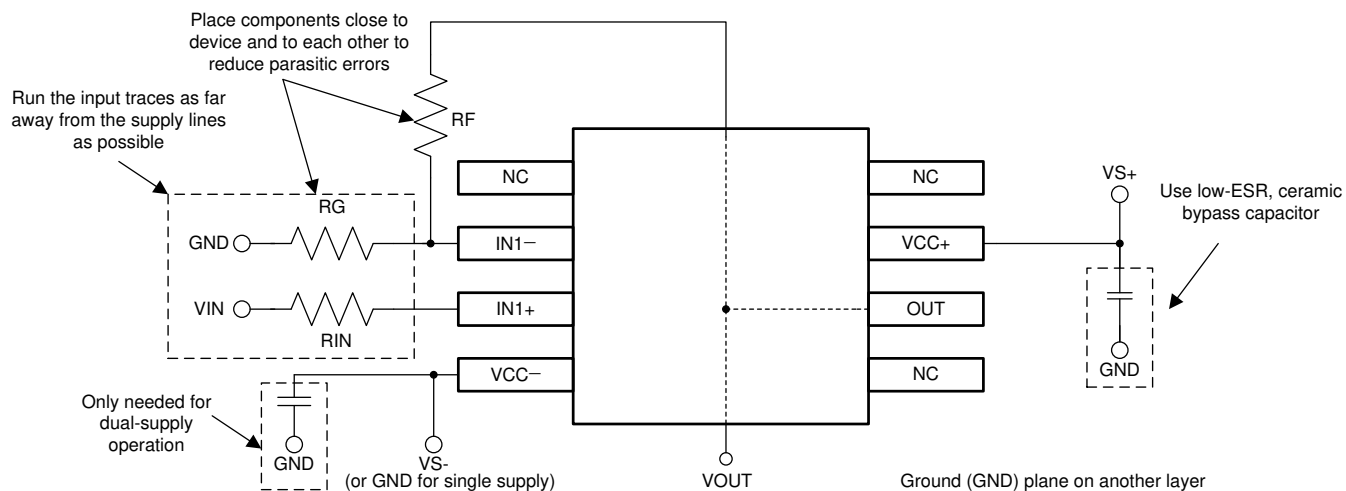 Place components close to
device and to each other to
reduce parasitic errors
Run the input traces as far
away from the supply lines
as possible
RF
NC
NC
VS+
Use low-ESR, ceramic
bypass capacitor
RG
GND
IN1−
VCC+
VIN
IN1+
OUT
RIN
VCC−
NC
GND
Only needed for
dual-supply
operation
GND
VS-
(or GND for single supply)
VOUT
Ground (GND) plane on another layer